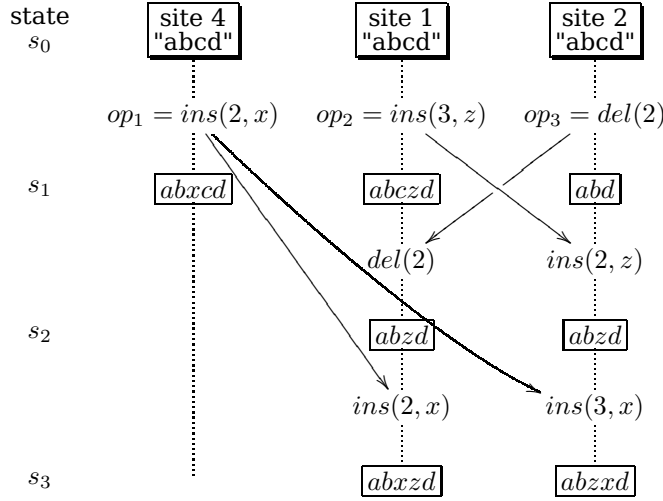 state site 4 site 1 site 2
s0 "abcd" "abcd" "abcd"
op1 = ins(2, x) op2 = ins(3, z) op3 = del(2)
s1 abxcd abczd abd
del(2) ins(2, z)
s2 abzd abzd
ins(2, x) ins(3, x)
s3 abxzd abzxd